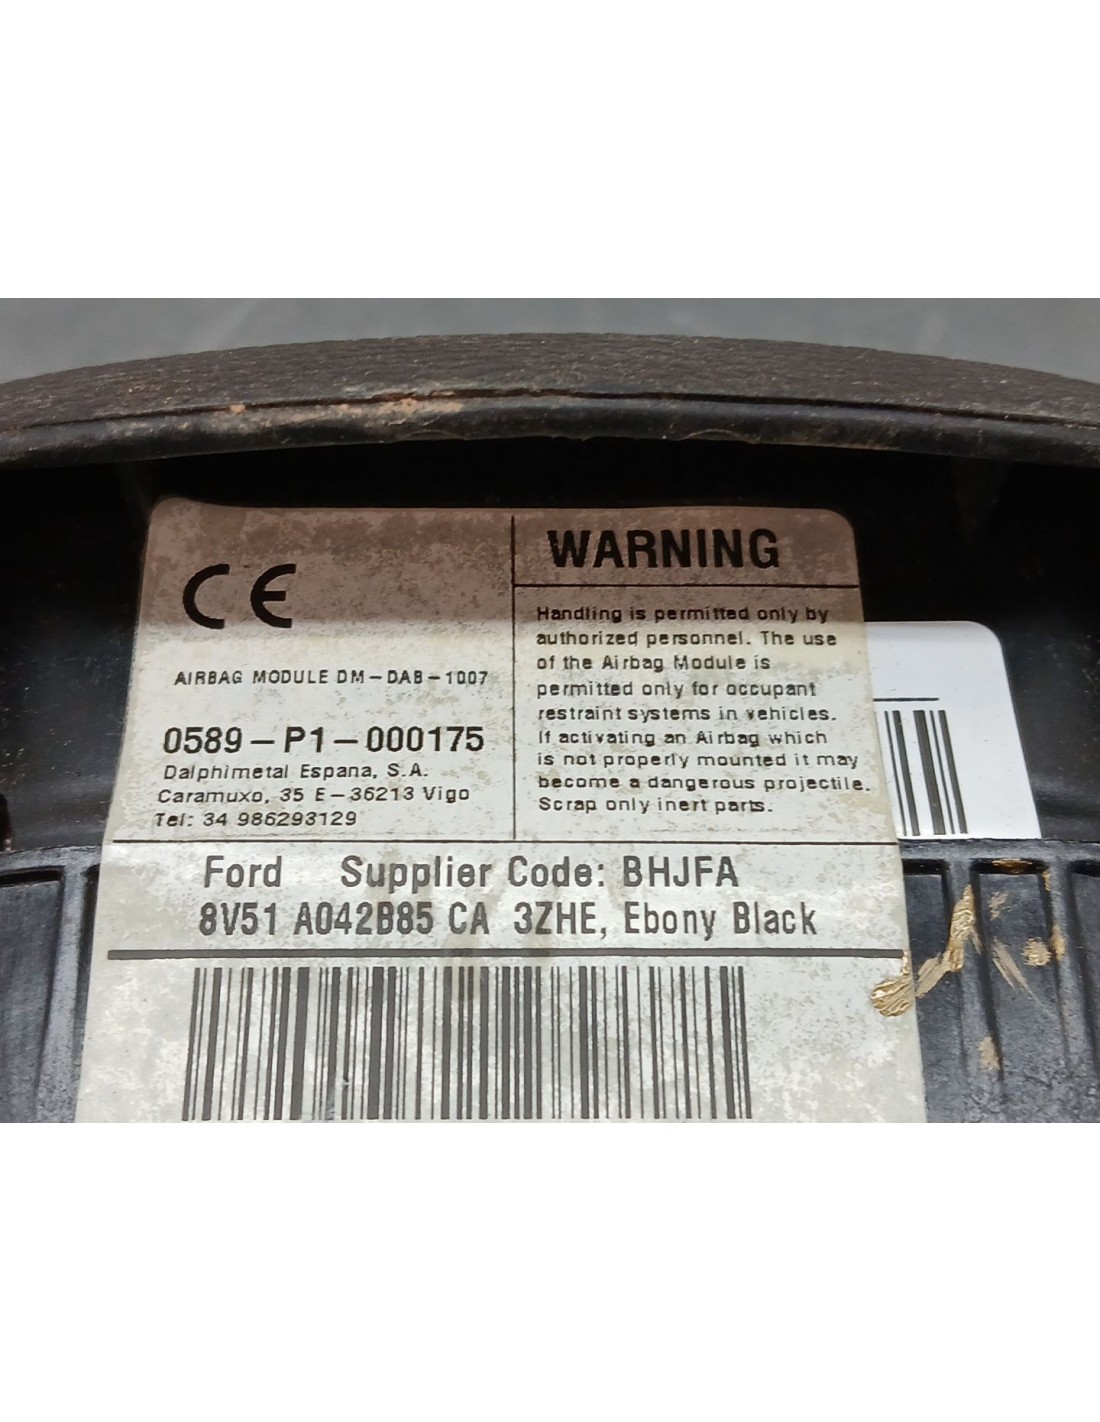 CE
AIRBAG MODULE DM-DAB-1007
0589-P1-000175
Dalphimetal Espana, S.A.
Caramuxo, 35 E-36213 Vigo
Tel: 34 986293129
WARNING
Handling is permitted only by
authorized personnel. The use
of the Airbag Module is
permitted only for occupant
restraint systems in vehicles.
If activating an Airbag which
is not properly mounted it may
become a dangerous projectile.
Scrap only inert parts.
Ford Supplier Code: BHJFA
8V51 A042B85 CA 3ZHE, Ebony Black